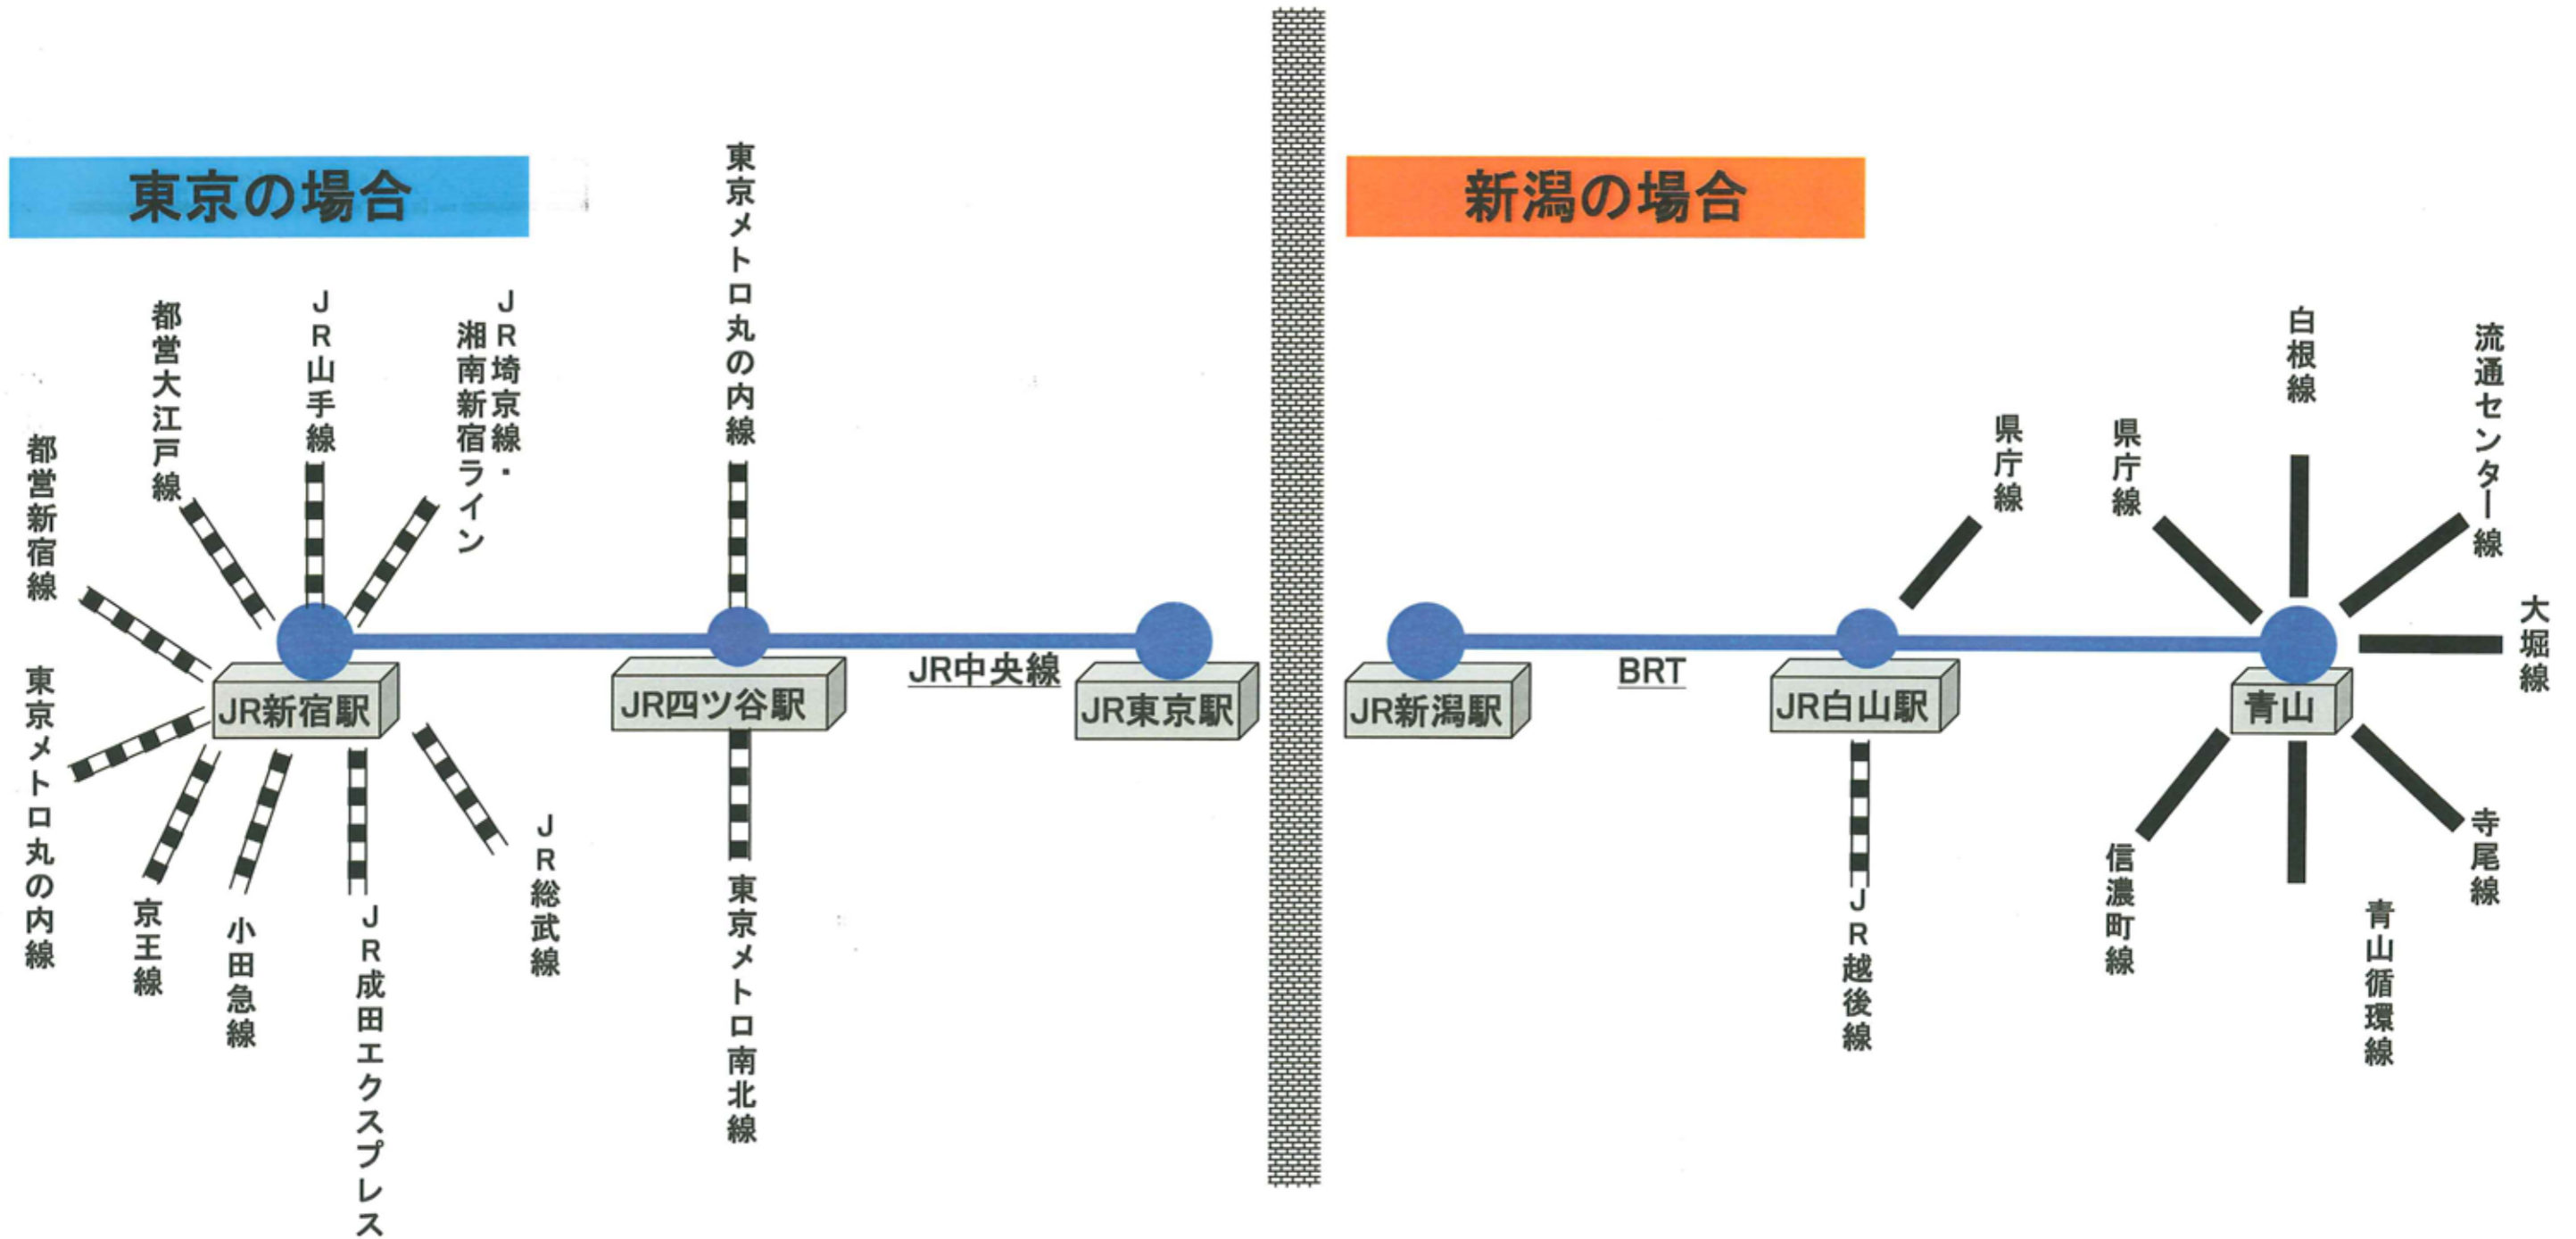 東京の場合
都営新宿線
都営大江戸線
JR山手線
JR埼京線・
湘南新宿ライン
東京メトロ丸の内線
JR新宿駅
JR四ツ谷駅
JR中央線
JR東京駅
東京メトロ丸の内線
京王線
小田急線
JR成田エクスプレス
JR総武線
東京メトロ南北線
新潟の場合
県庁線
県庁線
白根線
流通センター線
大堀線
JR新潟駅
BRT
JR白山駅
青山
JR越後線
信濃町線
青山循環線
寺尾線